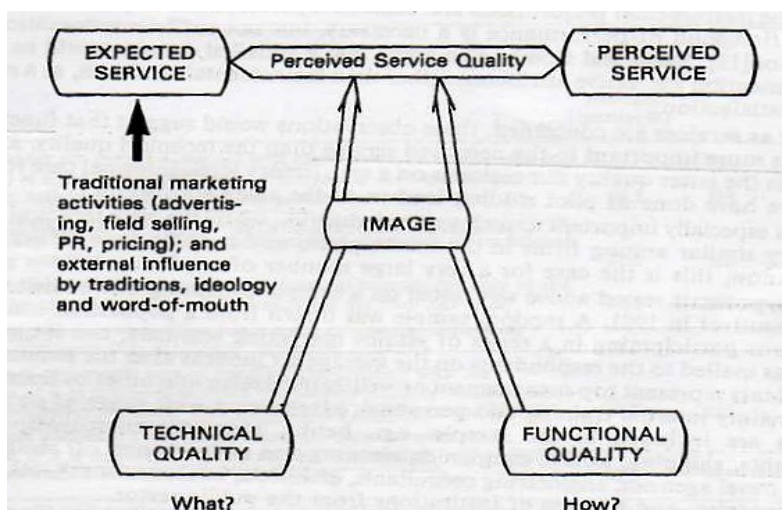 EXPECTED
SERVICE
Perceived Service Quality
PERCEIVED
SERVICE
Traditional marketing
activities (advertis-
ing, field selling,
PR, pricing); and
external influence
by traditions, ideology
and word-of-mouth
IMAGE
TECHNICAL
QUALITY
FUNCTIONAL
QUALITY
What?
How?